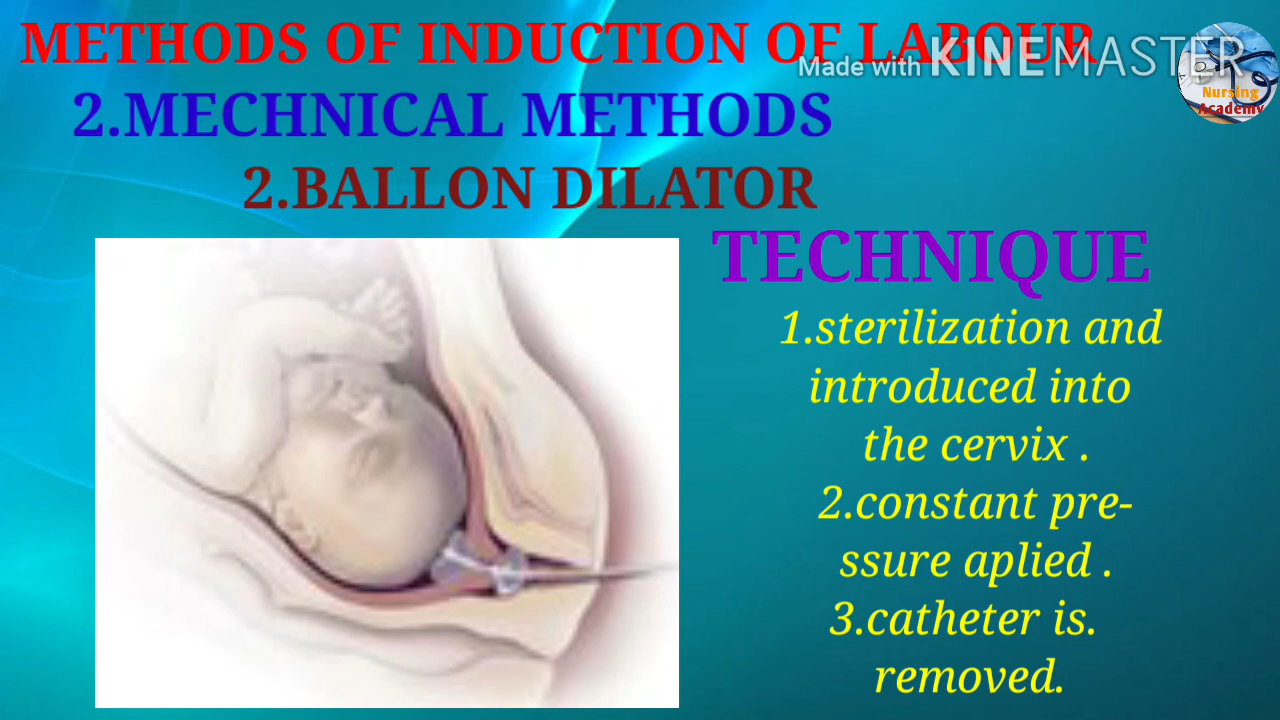 METHODS OF INDUCTION OF LABOUR
Made with KINEMASTER
Nursing
Academy
2.MECHNICAL METHODS
2.BALLON DILATOR
TECHNIQUE
1.sterilization and
introduced into
the cervix .
2.constant pre-
ssure aplied .
3.catheter is.
removed.